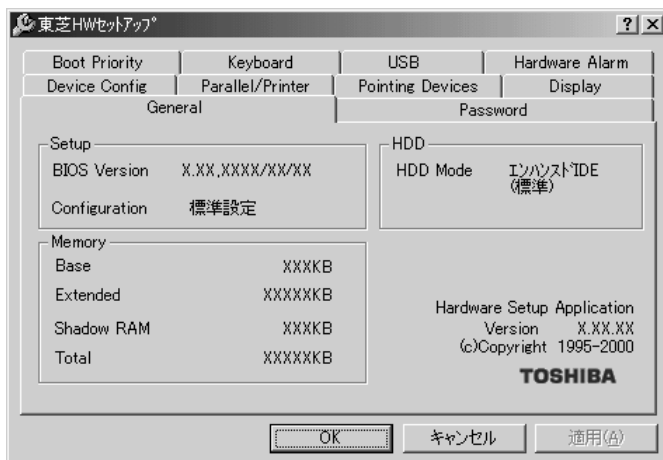 東芝HWｾｯﾄｱｯﾌﾟ
Boot Priority Keyboard USB Hardware Alarm
Device Config Parallel/Printer Pointing Devices Display
General Password
Setup
BIOS Version X.XX,XXXX/XX/XX
Configuration 標準設定
HDD
HDD Mode ｴﾝﾊﾝｽﾄﾞIDE
(標準)
Memory
Base XXXKB
Extended XXXXXKB
Shadow RAM XXXKB
Total XXXXXKB
Hardware Setup Application
Version X.XX.XX
(c)Copyright 1995-2000
TOSHIBA
OK キャンセル 適用(A)